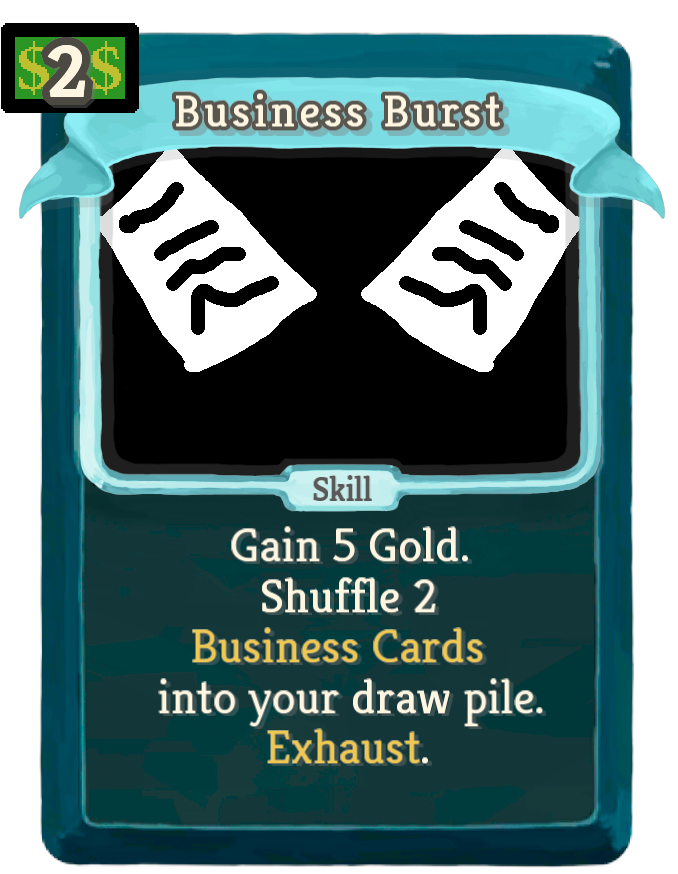 $2$
Business Burst
Skill
Gain 5 Gold.
Shuffle 2
Business Cards
into your draw pile.
Exhaust.